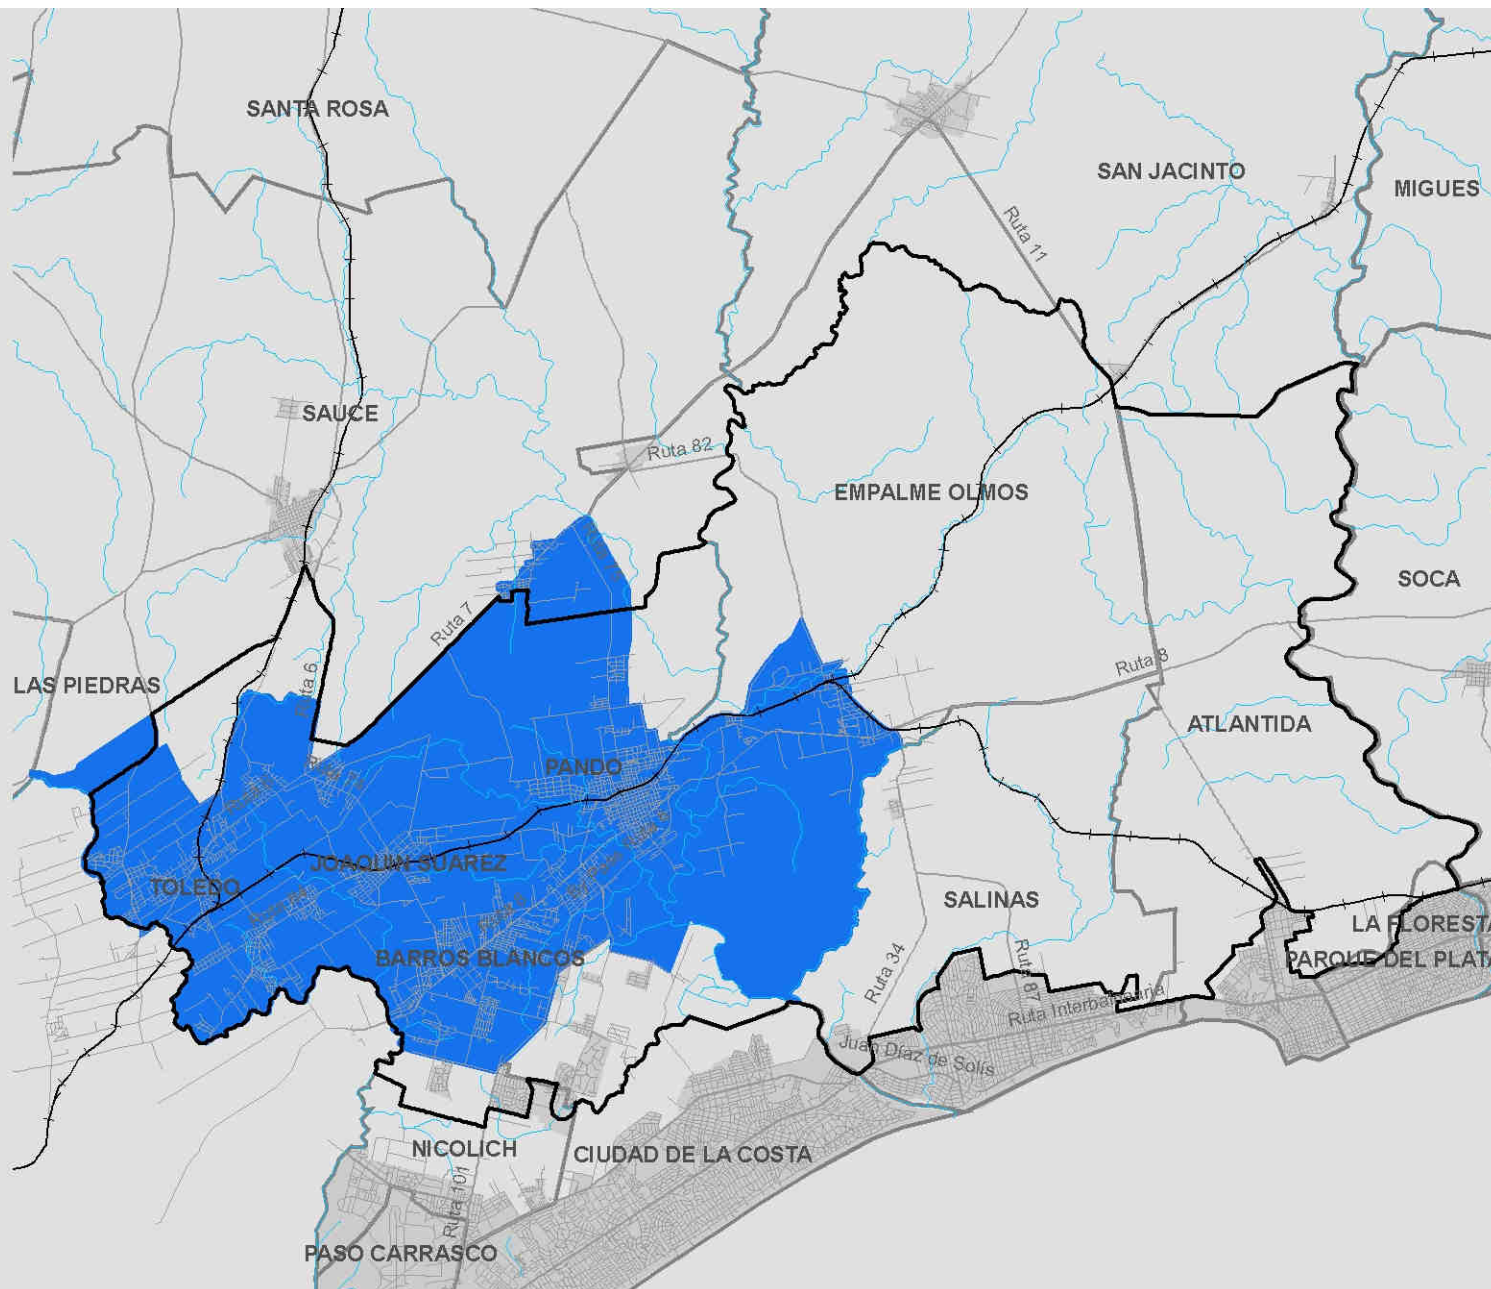 SANTA ROSA
SAN JACINTO
MIGUES
Ruta 11
SAUCE
Ruta 82
EMPALME OLMOS
SOCA
Ruta 7
Ruta 6
LAS PIEDRAS
Ruta 8
ATLANTIDA
PANDO
JOAQUIN SUAREZ
TOLEDO
SALINAS
LA FLORESTA
BARROS BLANCOS
PARQUE DEL PLATA
Ruta 34
Ruta 87
Ruta Interbalnearia
Juan Díaz de Solís
NICOLICH
CIUDAD DE LA COSTA
Ruta 101
PASO CARRASCO